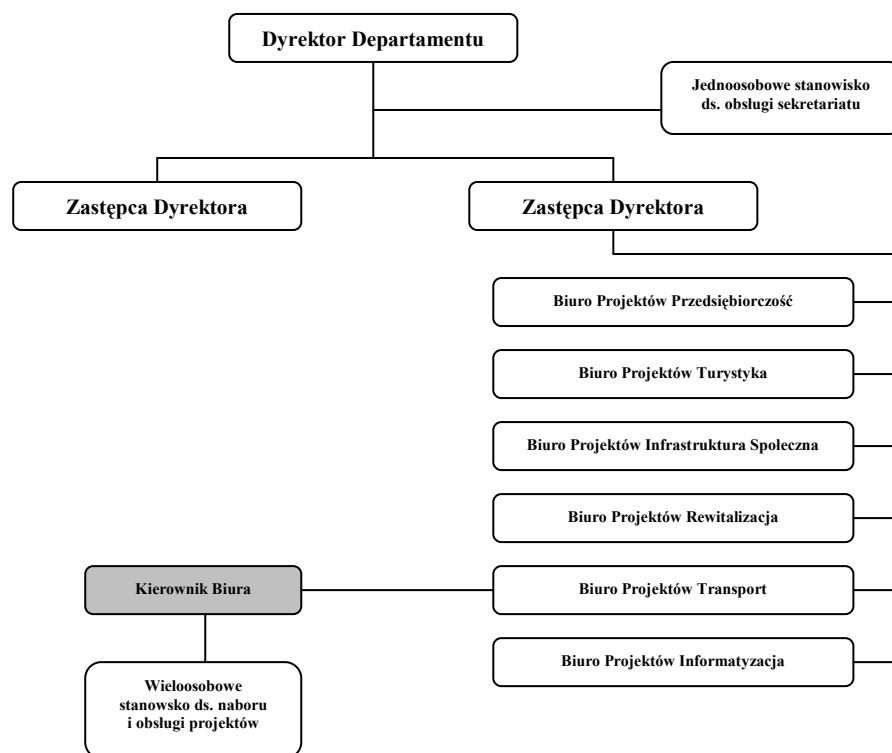 Dyrektor Departamentu
Jednoosobowe stanowisko
ds. obsługi sekretariatu
Zastępca Dyrektora
Zastępca Dyrektora
Biuro Projektów Przedsiębiorczość
Biuro Projektów Turystyka
Biuro Projektów Infrastruktura Społeczna
Biuro Projektów Rewitalizacja
Kierownik Biura
Biuro Projektów Transport
Biuro Projektów Informatyzacja
Wieloosobowe
stanowsko ds. naboru
i obsługi projektów